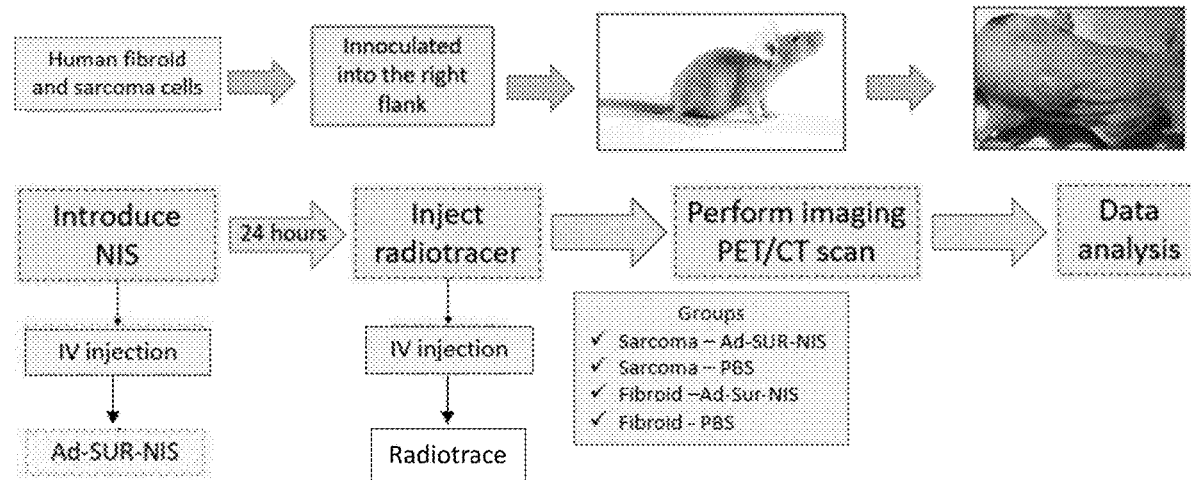 Human fibroid
and sarcoma cells
Innoculated
into the right
flank
Introduce
NIS
24 hours
Inject
radiotracer
Perform imaging
PET/CT scan
Data
analysis
IV injection
IV injection
Groups
✓ Sarcoma – Ad-SUR-NIS
✓ Sarcoma – PBS
✓ Fibroid –Ad-Sur-NIS
✓ Fibroid - PBS
Ad-SUR-NIS
Radiotrace